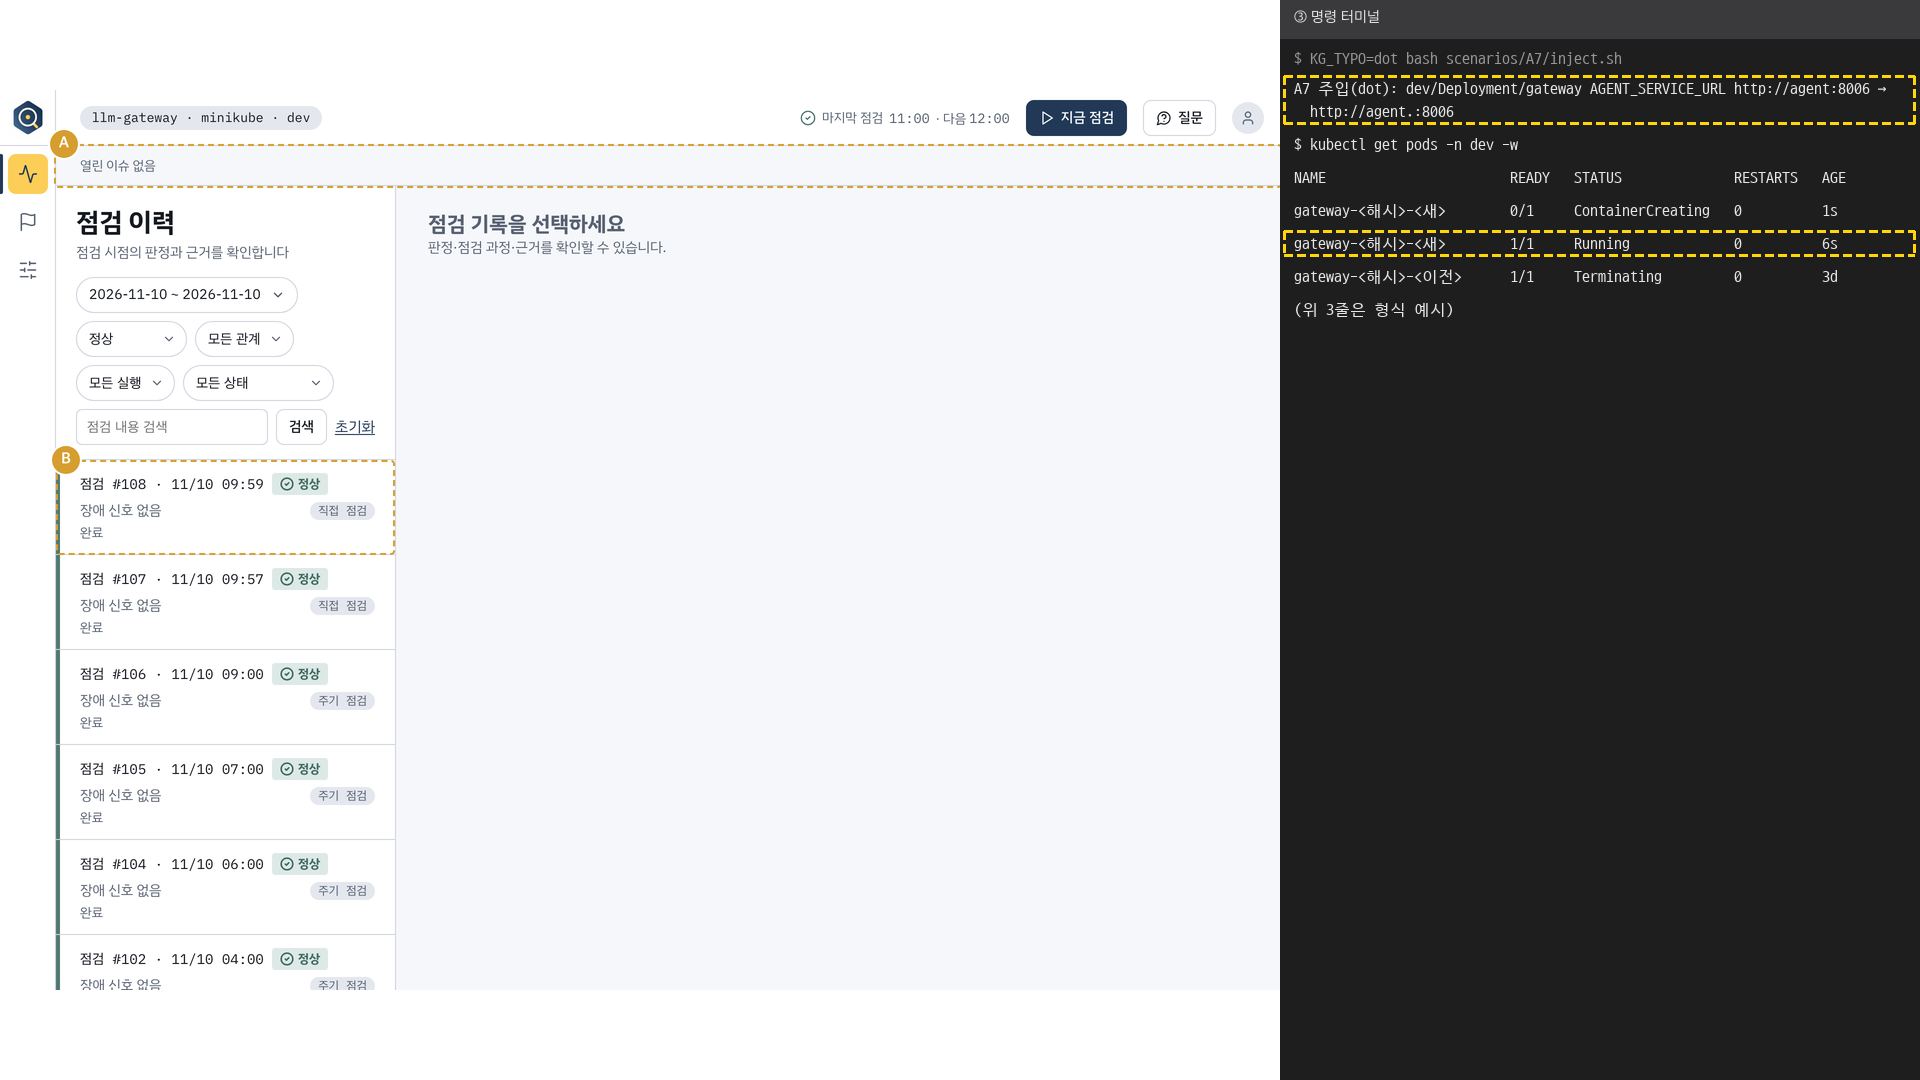 llm-gateway · minikube · dev
마지막 점검 11:00 · 다음 12:00
지금 점검
질문
A
열린 이슈 없음
점검 이력
점검 시점의 판정과 근거를 확인합니다
2026-11-10 ~ 2026-11-10
정상
모든 관계
모든 실행
모든 상태
점검 내용 검색
검색
초기화
B
점검 #108 · 11/10 09:59 정상
장애 신호 없음 직접 점검
완료
점검 #107 · 11/10 09:57 정상
장애 신호 없음 직접 점검
완료
점검 #106 · 11/10 09:00 정상
장애 신호 없음 주기 점검
완료
점검 #105 · 11/10 07:00 정상
장애 신호 없음 주기 점검
완료
점검 #104 · 11/10 06:00 정상
장애 신호 없음 주기 점검
완료
점검 #102 · 11/10 04:00 정상
장애 신호 없음 주기 점검
점검 기록을 선택하세요
판정·점검 과정·근거를 확인할 수 있습니다.
③ 명령 터미널
$ KG_TYPO=dot bash scenarios/A7/inject.sh
A7 주입(dot): dev/Deployment/gateway AGENT_SERVICE_URL http://agent:8006 →
http://agent.:8006
$ kubectl get pods -n dev -w
NAME READY STATUS RESTARTS AGE
gateway-<해시>-<새> 0/1 ContainerCreating 0 1s
gateway-<해시>-<새> 1/1 Running 0 6s
gateway-<해시>-<이전> 1/1 Terminating 0 3d
(위 3줄은 형식 예시)